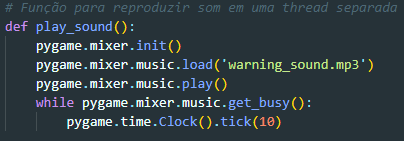 # Função para reproduzir som em uma thread separada
def play_sound():
    pygame.mixer.init()
    pygame.mixer.music.load('warning_sound.mp3')
    pygame.mixer.music.play()
    while pygame.mixer.music.get_busy():
        pygame.time.Clock().tick(10)